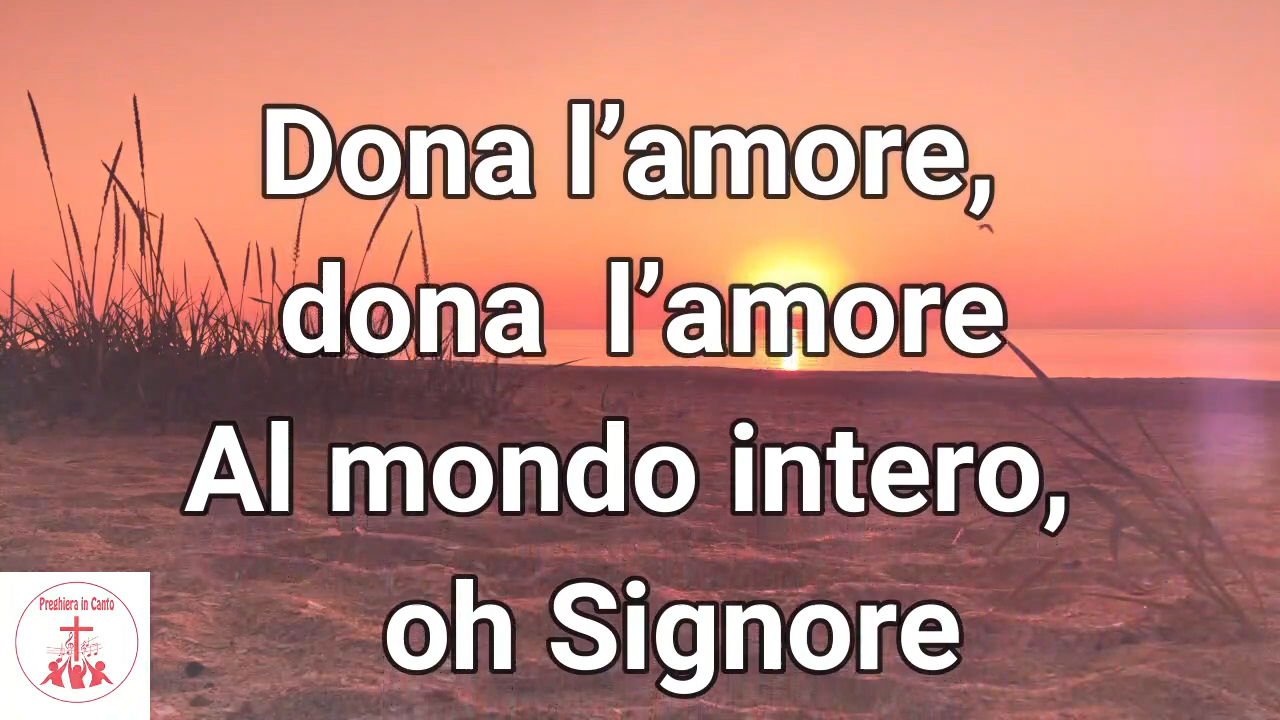 Dona l’amore,
dona l’amore
Al mondo intero,
oh Signore
Preghiera in Canto